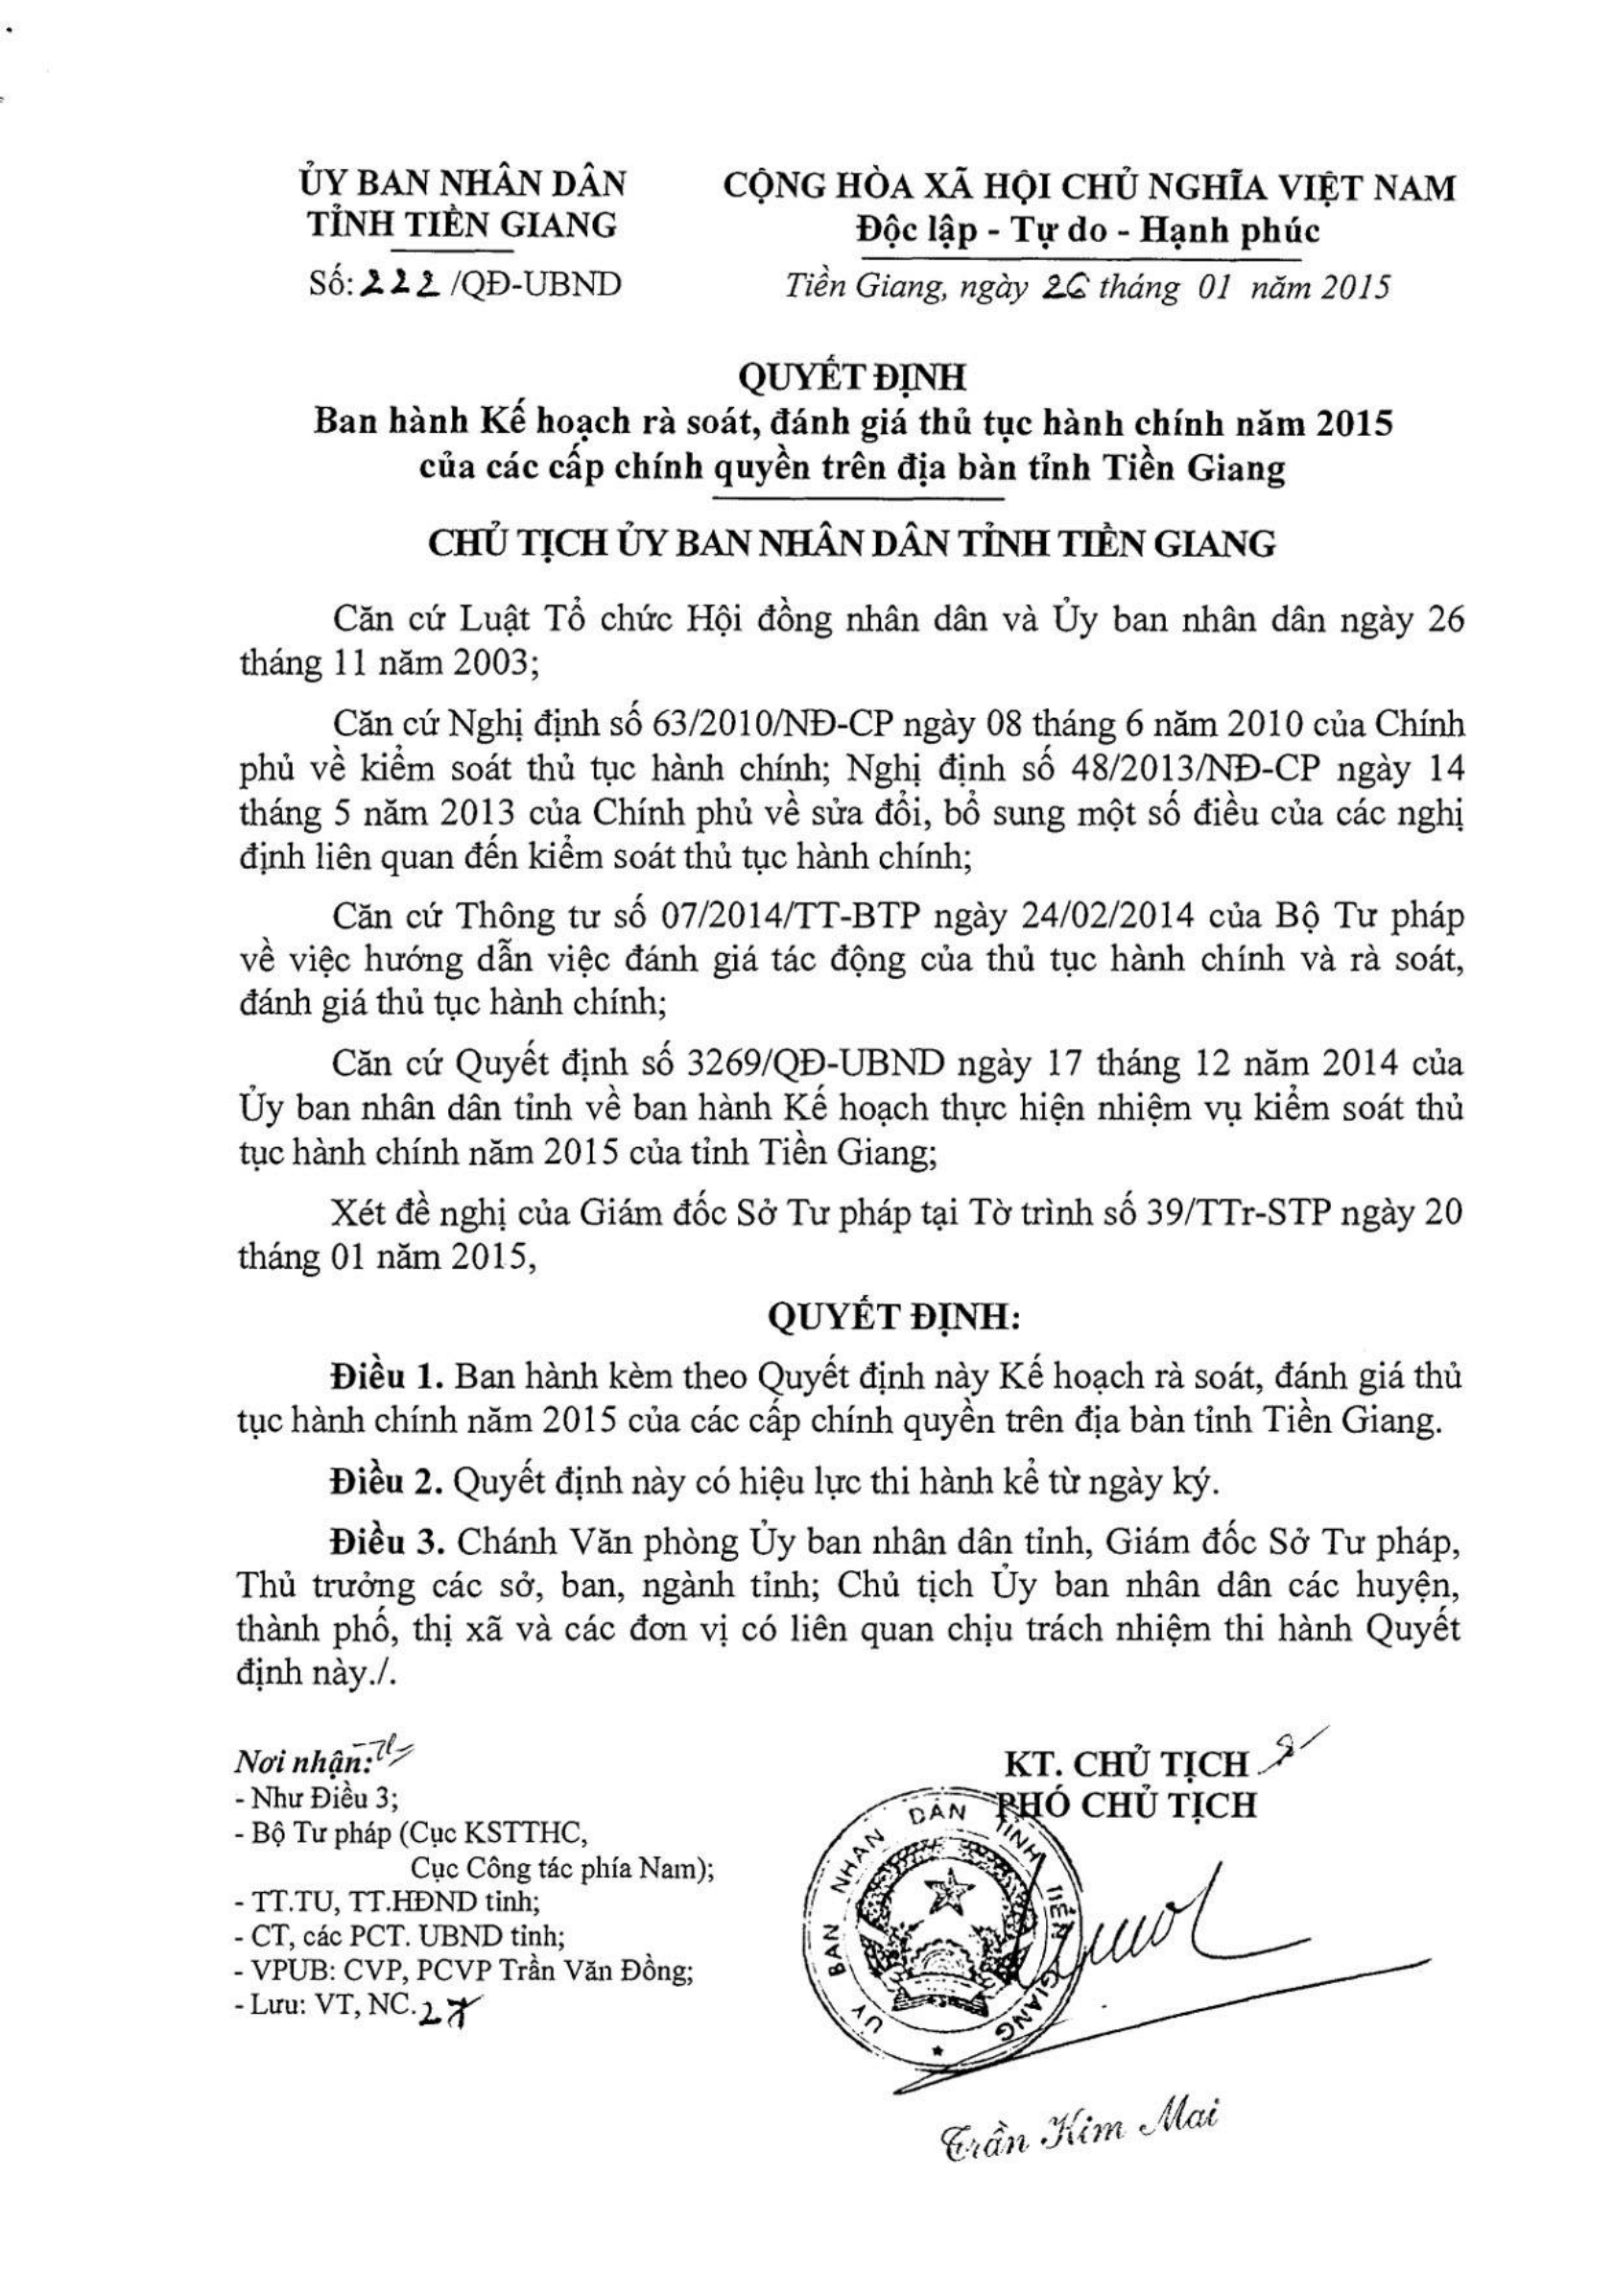 ỦY BAN NHÂN DÂN
TỈNH TIỀN GIANG
Số: 222 /QĐ-UBND
CỘNG HÒA XÃ HỘI CHỦ NGHĨA VIỆT NAM
Độc lập - Tự do - Hạnh phúc
Tiền Giang, ngày 26 tháng 01 năm 2015
QUYẾT ĐỊNH
Ban hành Kế hoạch rà soát, đánh giá thủ tục hành chính năm 2015
của các cấp chính quyền trên địa bàn tỉnh Tiền Giang
CHỦ TỊCH ỦY BAN NHÂN DÂN TỈNH TIỀN GIANG
Căn cứ Luật Tổ chức Hội đồng nhân dân và Ủy ban nhân dân ngày 26
tháng 11 năm 2003;
Căn cứ Nghị định số 63/2010/NĐ-CP ngày 08 tháng 6 năm 2010 của Chính
phủ về kiểm soát thủ tục hành chính; Nghị định số 48/2013/NĐ-CP ngày 14
tháng 5 năm 2013 của Chính phủ về sửa đổi, bổ sung một số điều của các nghị
định liên quan đến kiểm soát thủ tục hành chính;
Căn cứ Thông tư số 07/2014/TT-BTP ngày 24/02/2014 của Bộ Tư pháp
về việc hướng dẫn việc đánh giá tác động của thủ tục hành chính và rà soát,
đánh giá thủ tục hành chính;
Căn cứ Quyết định số 3269/QĐ-UBND ngày 17 tháng 12 năm 2014 của
Ủy ban nhân dân tỉnh về ban hành Kế hoạch thực hiện nhiệm vụ kiểm soát thủ
tục hành chính năm 2015 của tỉnh Tiền Giang;
Xét đề nghị của Giám đốc Sở Tư pháp tại Tờ trình số 39/TTr-STP ngày 20
tháng 01 năm 2015,
QUYẾT ĐỊNH:
Điều 1. Ban hành kèm theo Quyết định này Kế hoạch rà soát, đánh giá thủ
tục hành chính năm 2015 của các cấp chính quyền trên địa bàn tỉnh Tiền Giang.
Điều 2. Quyết định này có hiệu lực thi hành kể từ ngày ký.
Điều 3. Chánh Văn phòng Ủy ban nhân dân tỉnh, Giám đốc Sở Tư pháp,
Thủ trưởng các sở, ban, ngành tỉnh; Chủ tịch Ủy ban nhân dân các huyện,
thành phố, thị xã và các đơn vị có liên quan chịu trách nhiệm thi hành Quyết
định này./.
Nơi nhận:
- Như Điều 3;
- Bộ Tư pháp (Cục KSTTHC,
Cục Công tác phía Nam);
- TT.TU, TT.HĐND tỉnh;
- CT, các PCT. UBND tỉnh;
- VPUB: CVP, PCVP Trần Văn Đồng;
- Lưu: VT, NC.
KT. CHỦ TỊCH
PHÓ CHỦ TỊCH
ỦY BAN NHÂN DÂN TỈNH TIỀN GIANG
Trần Kim Mai